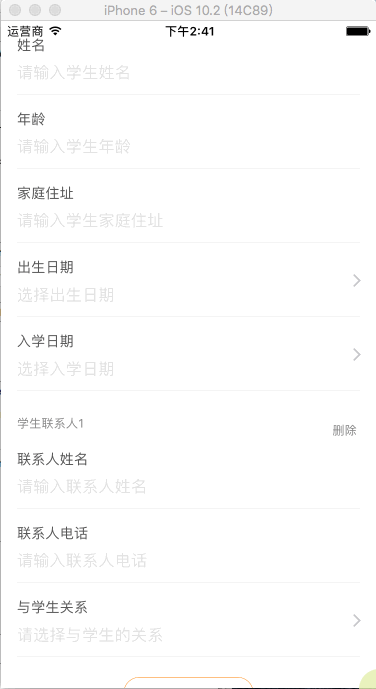 iPhone 6 – iOS 10.2 (14C89)
运营商 下午2:41
姓名
请输入学生姓名
年龄
请输入学生年龄
家庭住址
请输入学生家庭住址
出生日期
选择出生日期
入学日期
选择入学日期
学生联系人1
删除
联系人姓名
请输入联系人姓名
联系人电话
请输入联系人电话
与学生关系
请选择与学生的关系